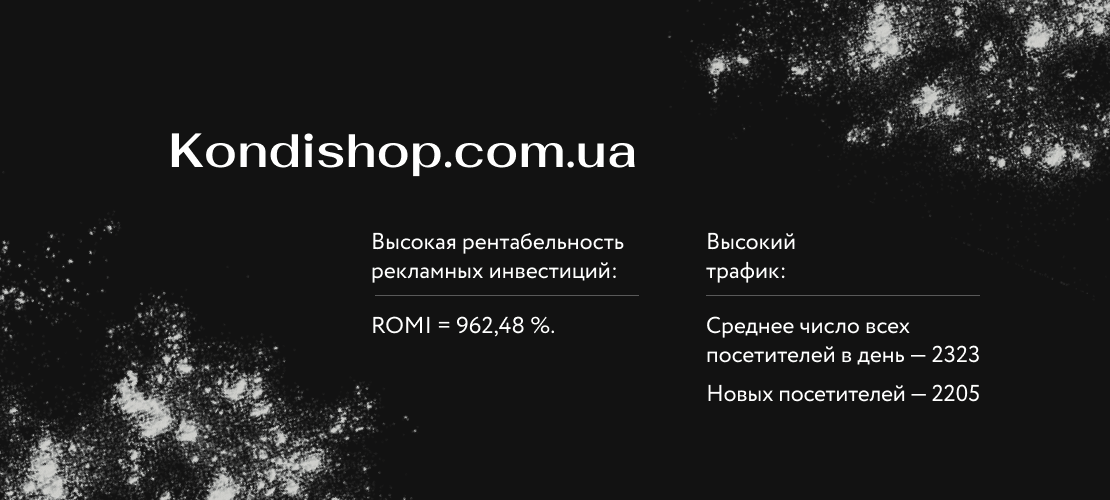 Kondishop.com.ua
Высокая рентабельность
рекламных инвестиций:
ROMI = 962,48 %.
Высокий
трафик:
Среднее число всех
посетителей в день — 2323
Новых посетителей — 2205